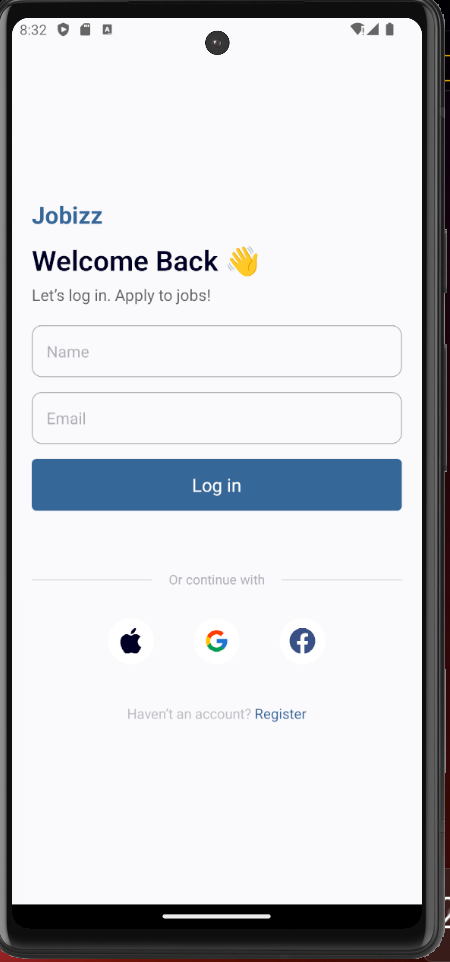 8:32
Jobizz
Welcome Back 👋
Let's log in. Apply to jobs!
Name
Email
Log in
Or continue with
Haven't an account? Register